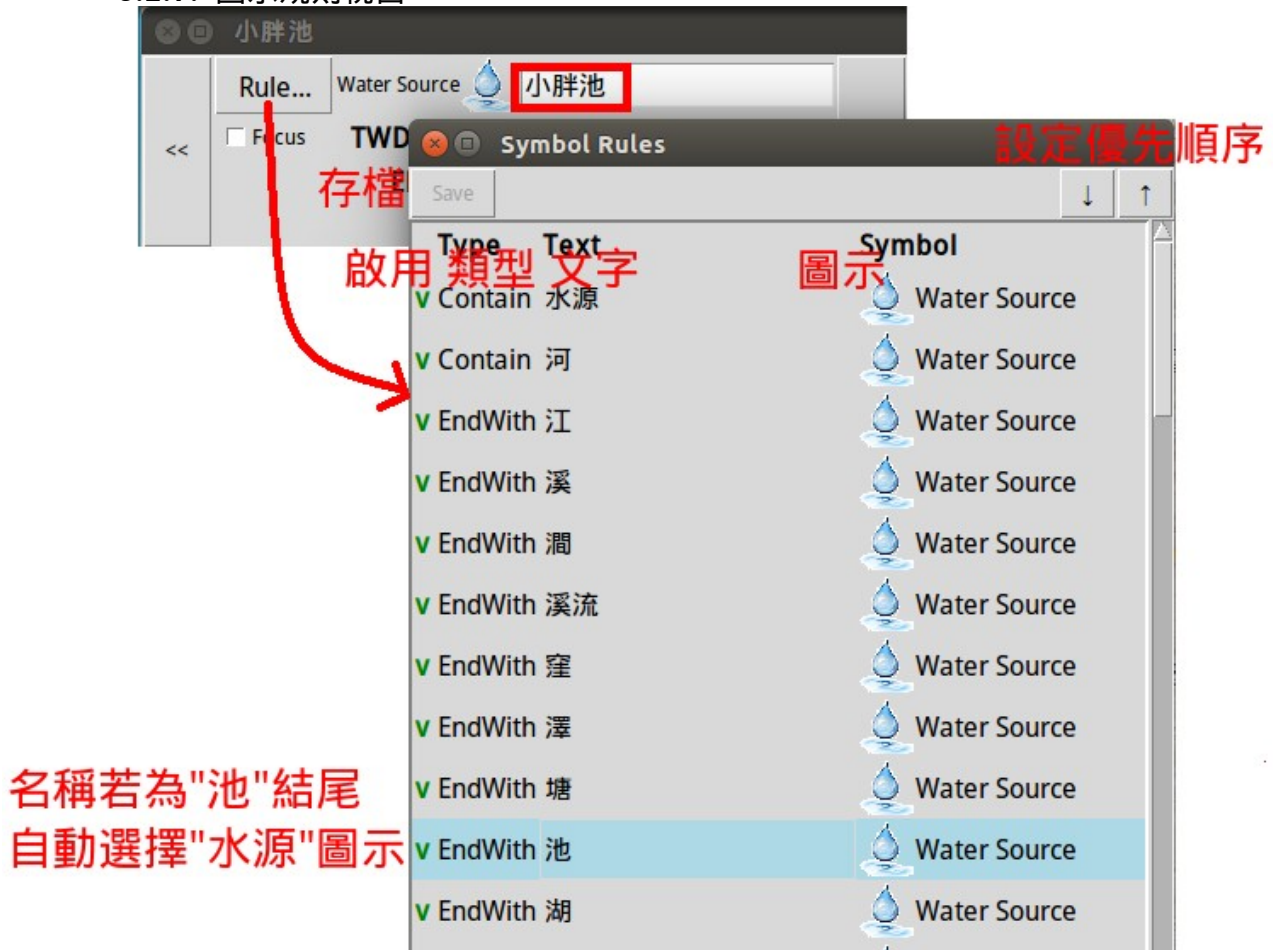 小胖池
Rule... Water Source 小胖池
<< Focus TWD
Symbol Rules 設定優先順序
存檔 Save ↓ ↑
Type Text Symbol
啟用 類型 文字 圖示
v Contain 水源 Water Source
v Contain 河 Water Source
v EndWith 江 Water Source
v EndWith 溪 Water Source
v EndWith 澗 Water Source
v EndWith 溪流 Water Source
v EndWith 窪 Water Source
v EndWith 澤 Water Source
v EndWith 塘 Water Source
名稱若為"池"結尾
自動選擇"水源"圖示
v EndWith 池 Water Source
v EndWith 湖 Water Source